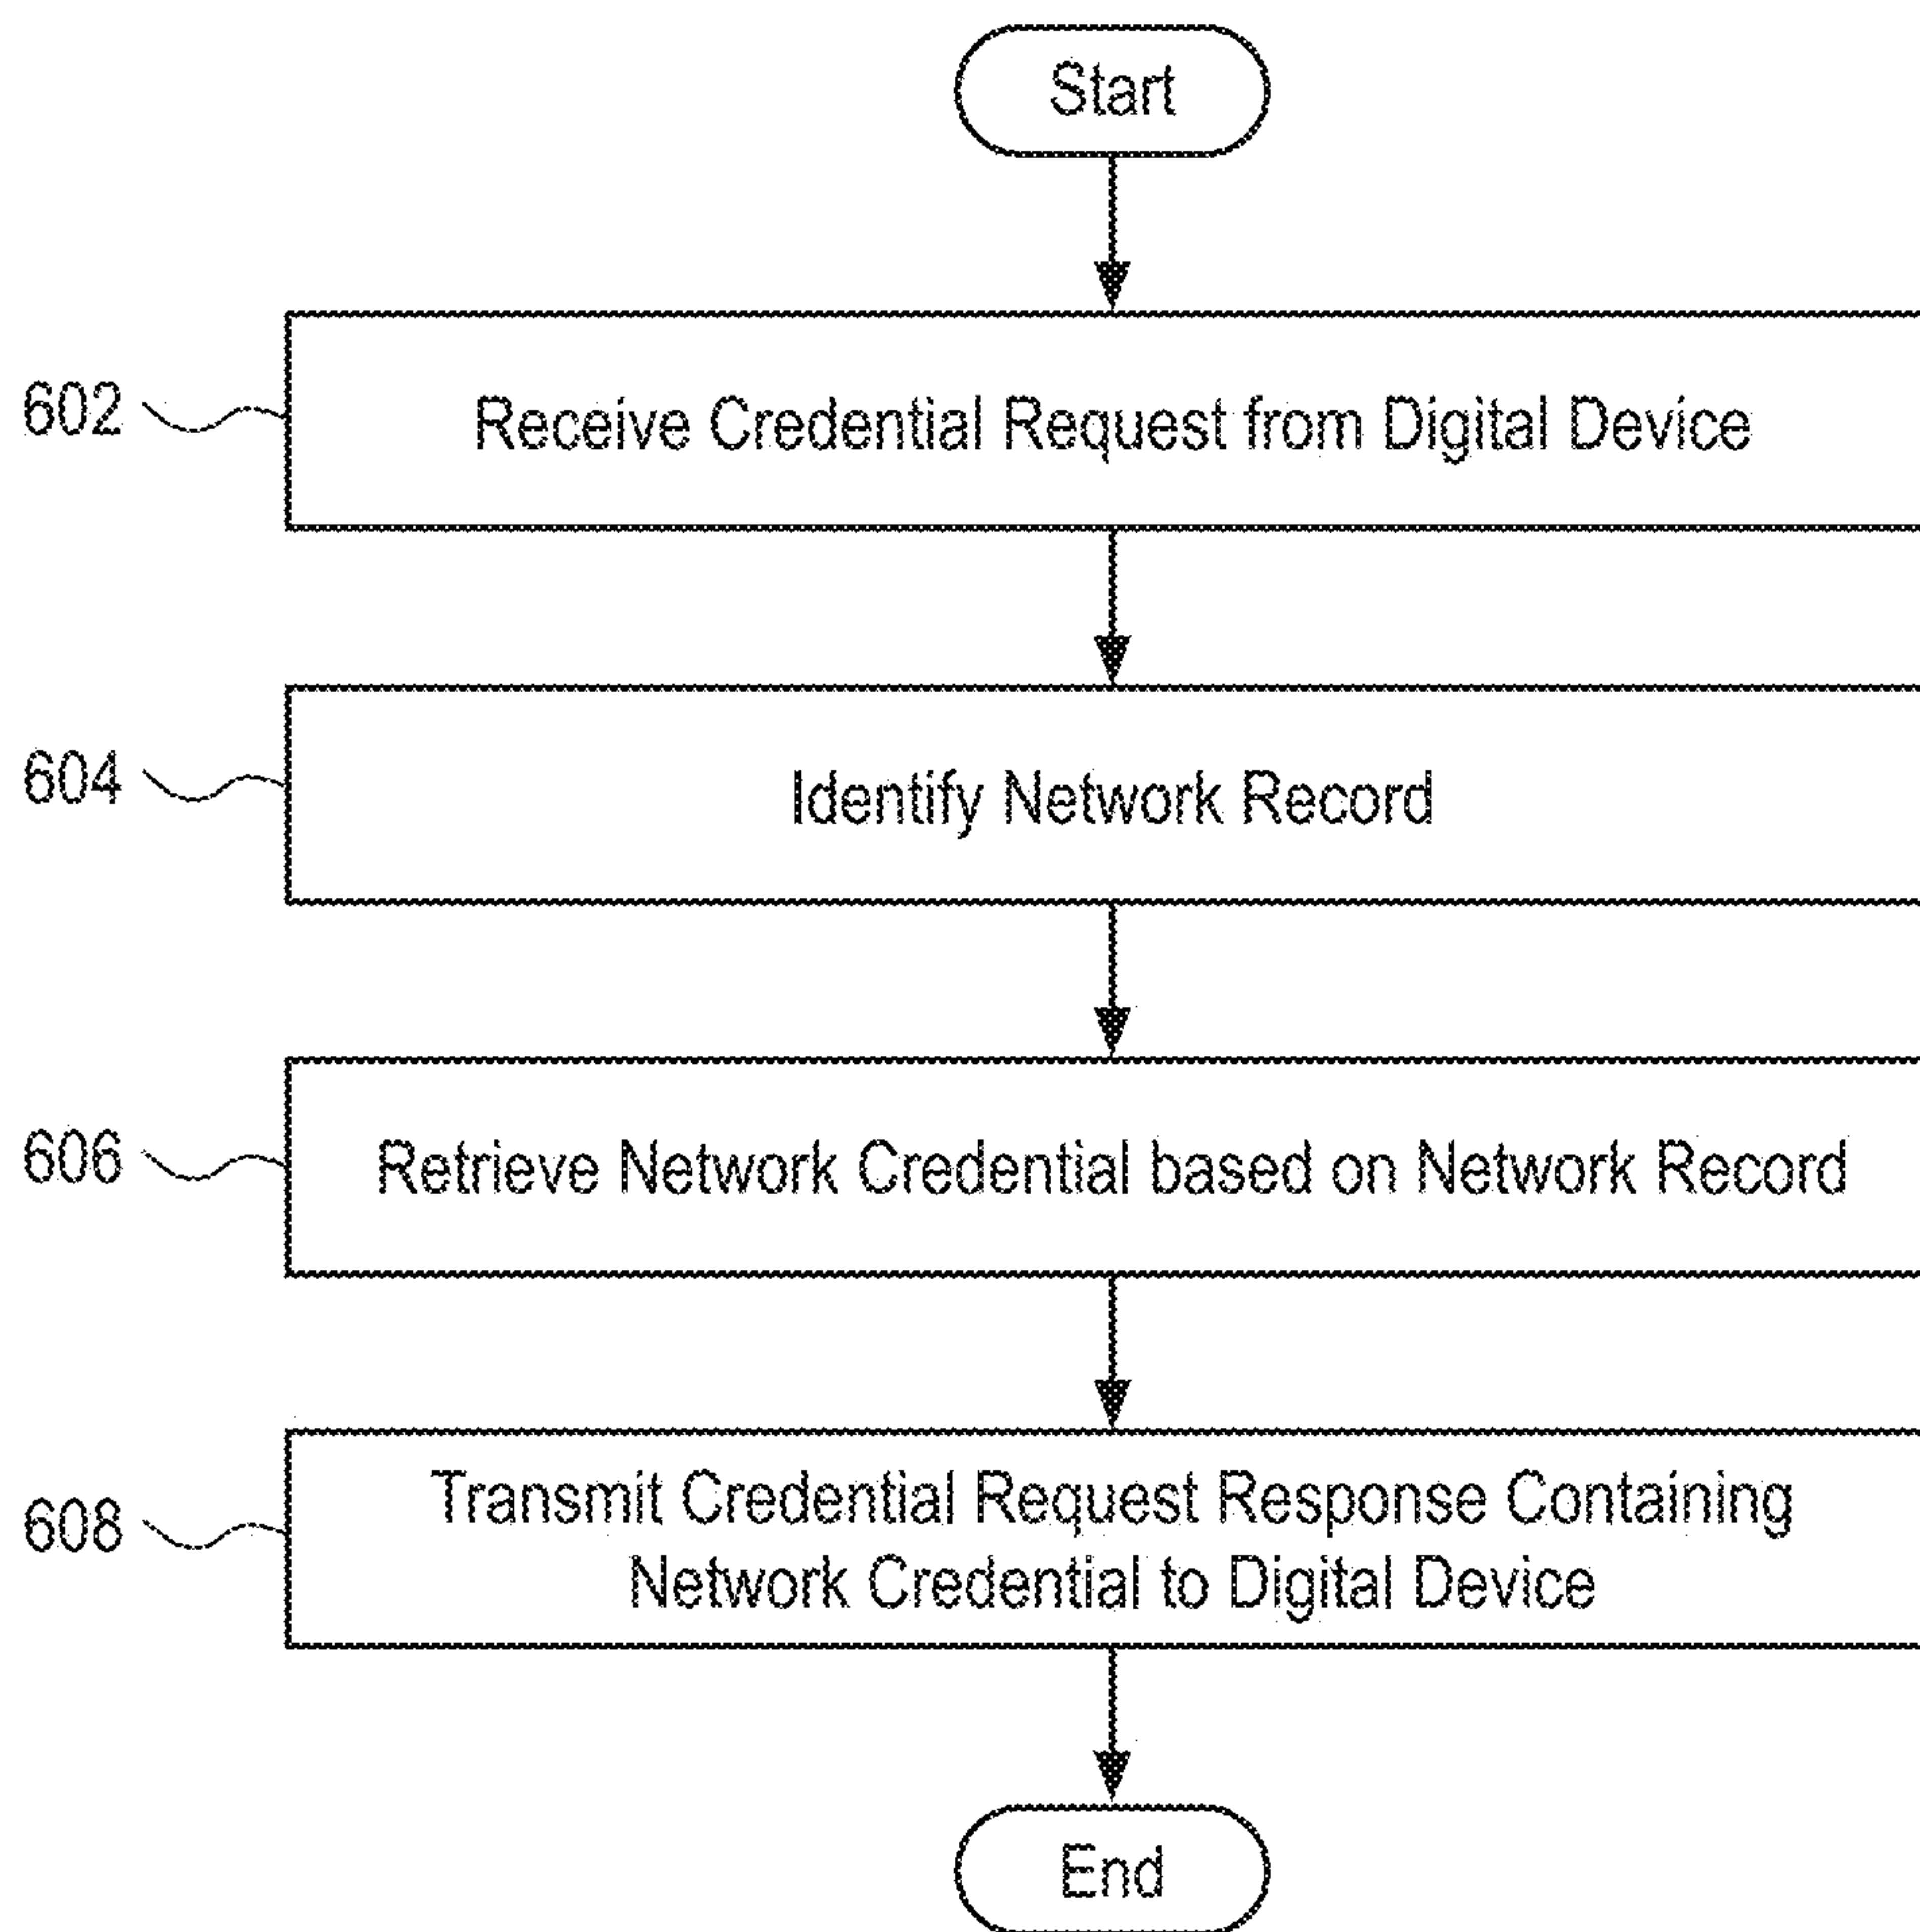 Start
602
Receive Credential Request from Digital Device
604
Identify Network Record
606
Retrieve Network Credential based on Network Record
608
Transmit Credential Request Response Containing
Network Credential to Digital Device
End